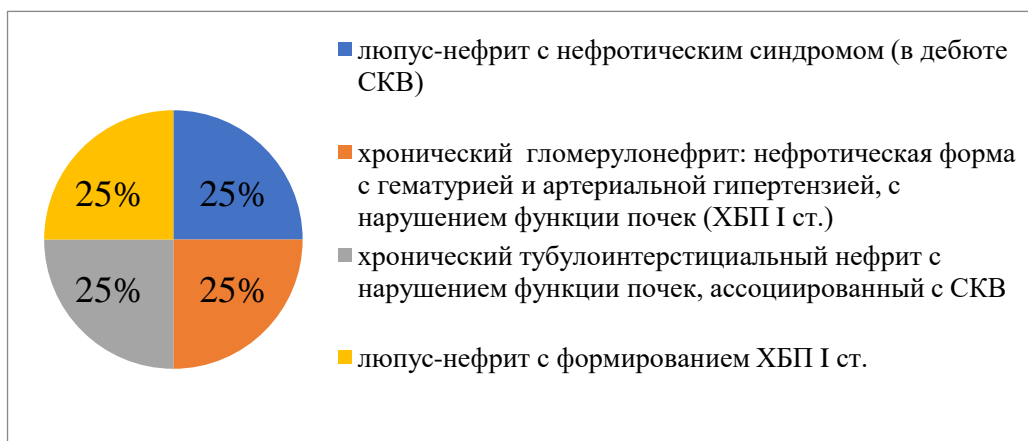 люпус-нефрит с нефротическим синдромом (в дебюте
СКВ)
хронический гломерулонефрит: нефротическая форма
с гематурией и артериальной гипертензией, с
нарушением функции почек (ХБП I ст.)
хронический тубулоинтерстициальный нефрит с
нарушением функции почек, ассоциированный с СКВ
люпус-нефрит с формированием ХБП I ст.
25%
25%
25%
25%